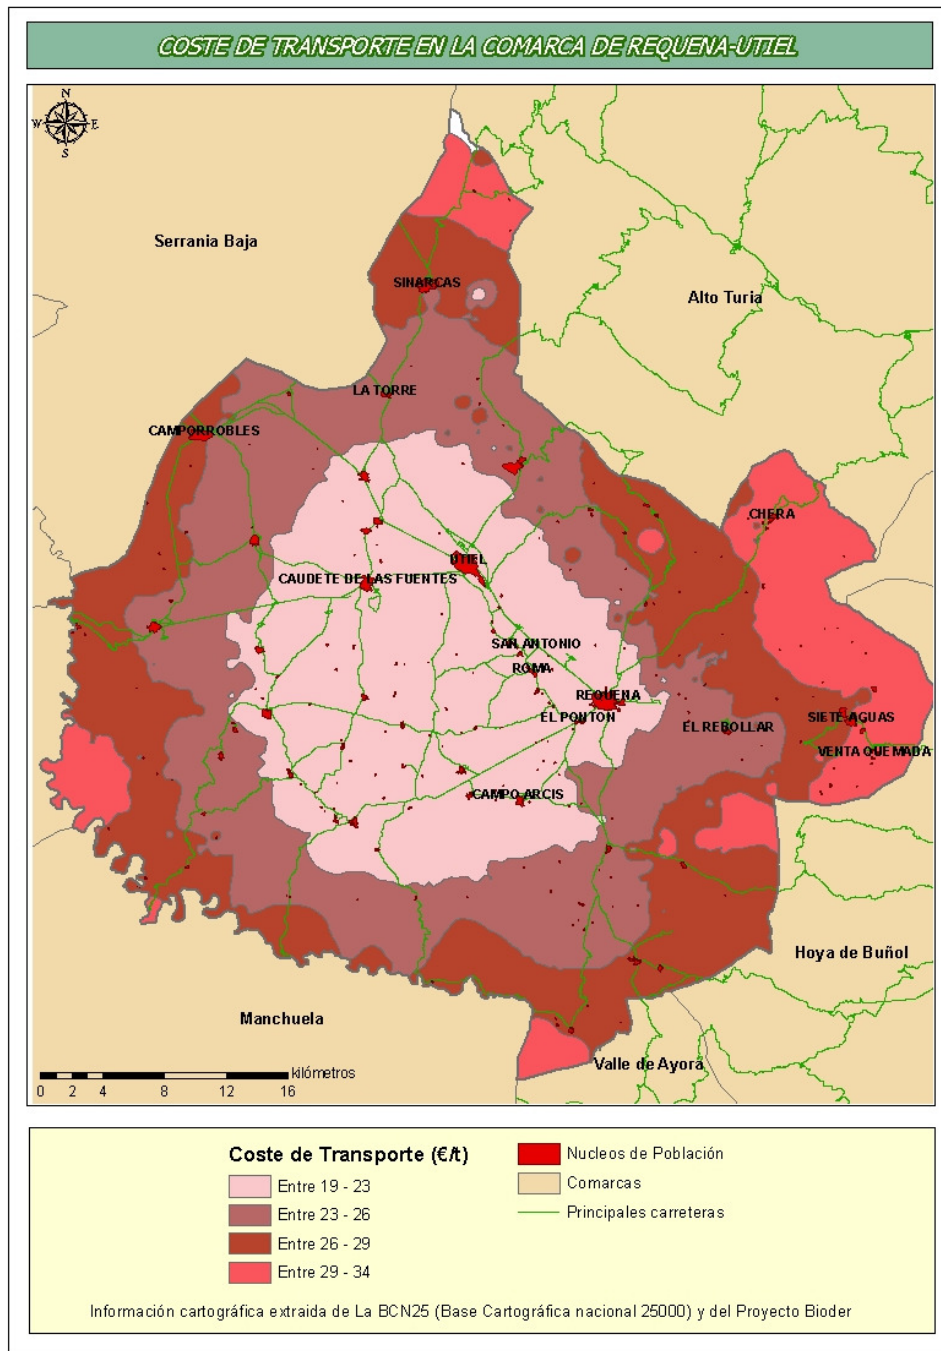 COSTE DE TRANSPORTE EN LA COMARCA DE REQUENA-UTIEL
N
W E
S
Serrania Baja
SINARCAS
Alto Turia
LA TORRE
CAMPORROBLES
CHERA
UTIEL
CAUDETE DE LAS FUENTES
SAN ANTONIO
ROMA
REQUENA
EL PONTON
EL REBOLLAR
SIETE AGUAS
VENTA QUEMADA
CAMPO ARCIS
Hoya de Buñol
Manchuela
Valle de Ayora
kilómetros
0 2 4 8 12 16
Coste de Transporte (€/t)
Entre 19 - 23
Entre 23 - 26
Entre 26 - 29
Entre 29 - 34
Nucleos de Población
Comarcas
Principales carreteras
Información cartográfica extraida de La BCN25 (Base Cartográfica nacional 25000) y del Proyecto Bioder